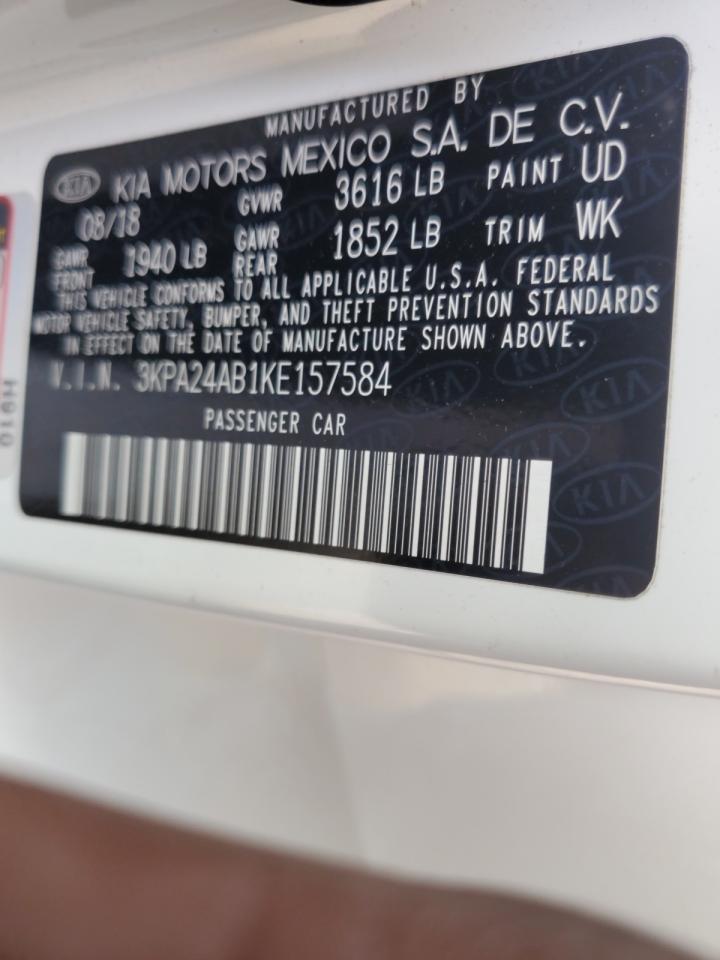 MANUFACTURED BY
KIA KIA MOTORS MEXICO S.A. DE C.V.
08/18 GVWR 3616 LB PAINT UD
GAWR FRONT 1940 LB GAWR REAR 1852 LB TRIM WK
THIS VEHICLE CONFORMS TO ALL APPLICABLE U.S.A. FEDERAL
MOTOR VEHICLE SAFETY, BUMPER, AND THEFT PREVENTION STANDARDS
IN EFFECT ON THE DATE OF MANUFACTURE SHOWN ABOVE.
V.I.N. 3KPA24AB1KE157584
PASSENGER CAR
H910